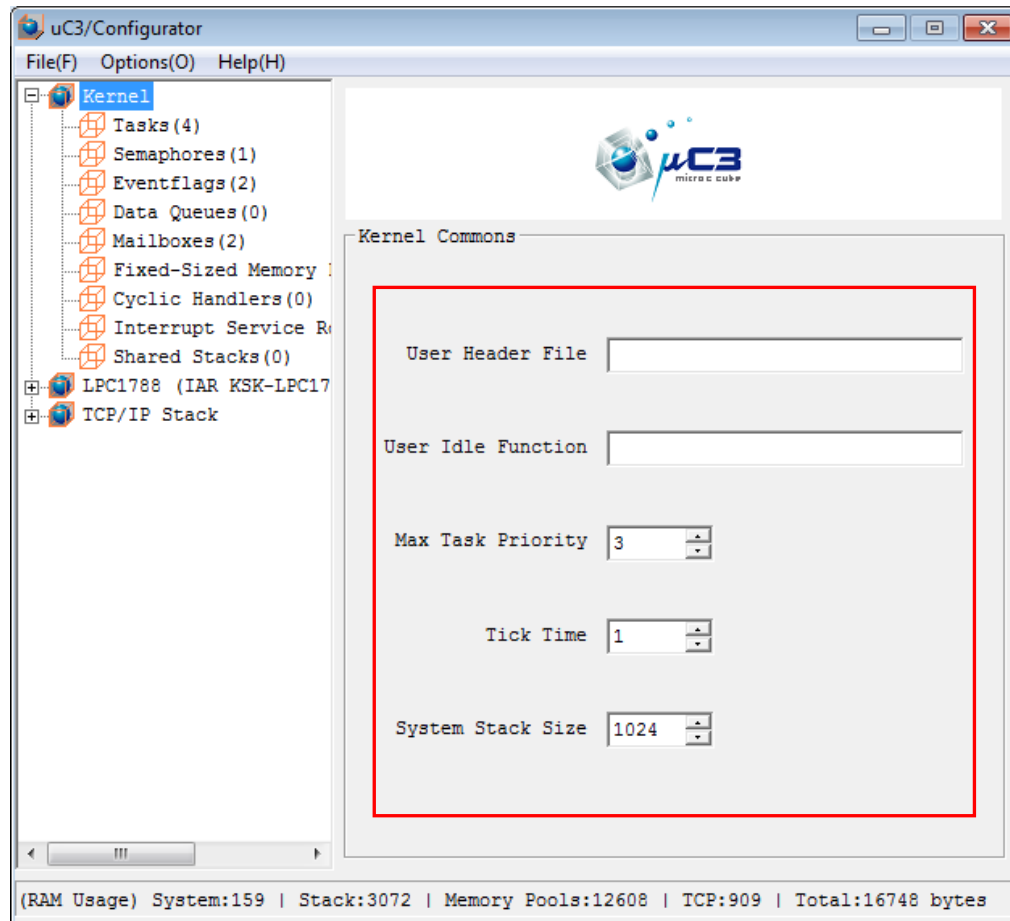 uC3/Configurator
File(F) Options(O) Help(H)
Kernel
Tasks(4)
Semaphores(1)
Eventflags(2)
Data Queues(0)
Mailboxes(2)
Fixed-Sized Memory
Cyclic Handlers(0)
Interrupt Service R
Shared Stacks(0)
LPC1788 (IAR KSK-LPC17
TCP/IP Stack
μC3
micro c cube
Kernel Commons
User Header File
User Idle Function
Max Task Priority 3
Tick Time 1
System Stack Size 1024
(RAM Usage) System:159 | Stack:3072 | Memory Pools:12608 | TCP:909 | Total:16748 bytes